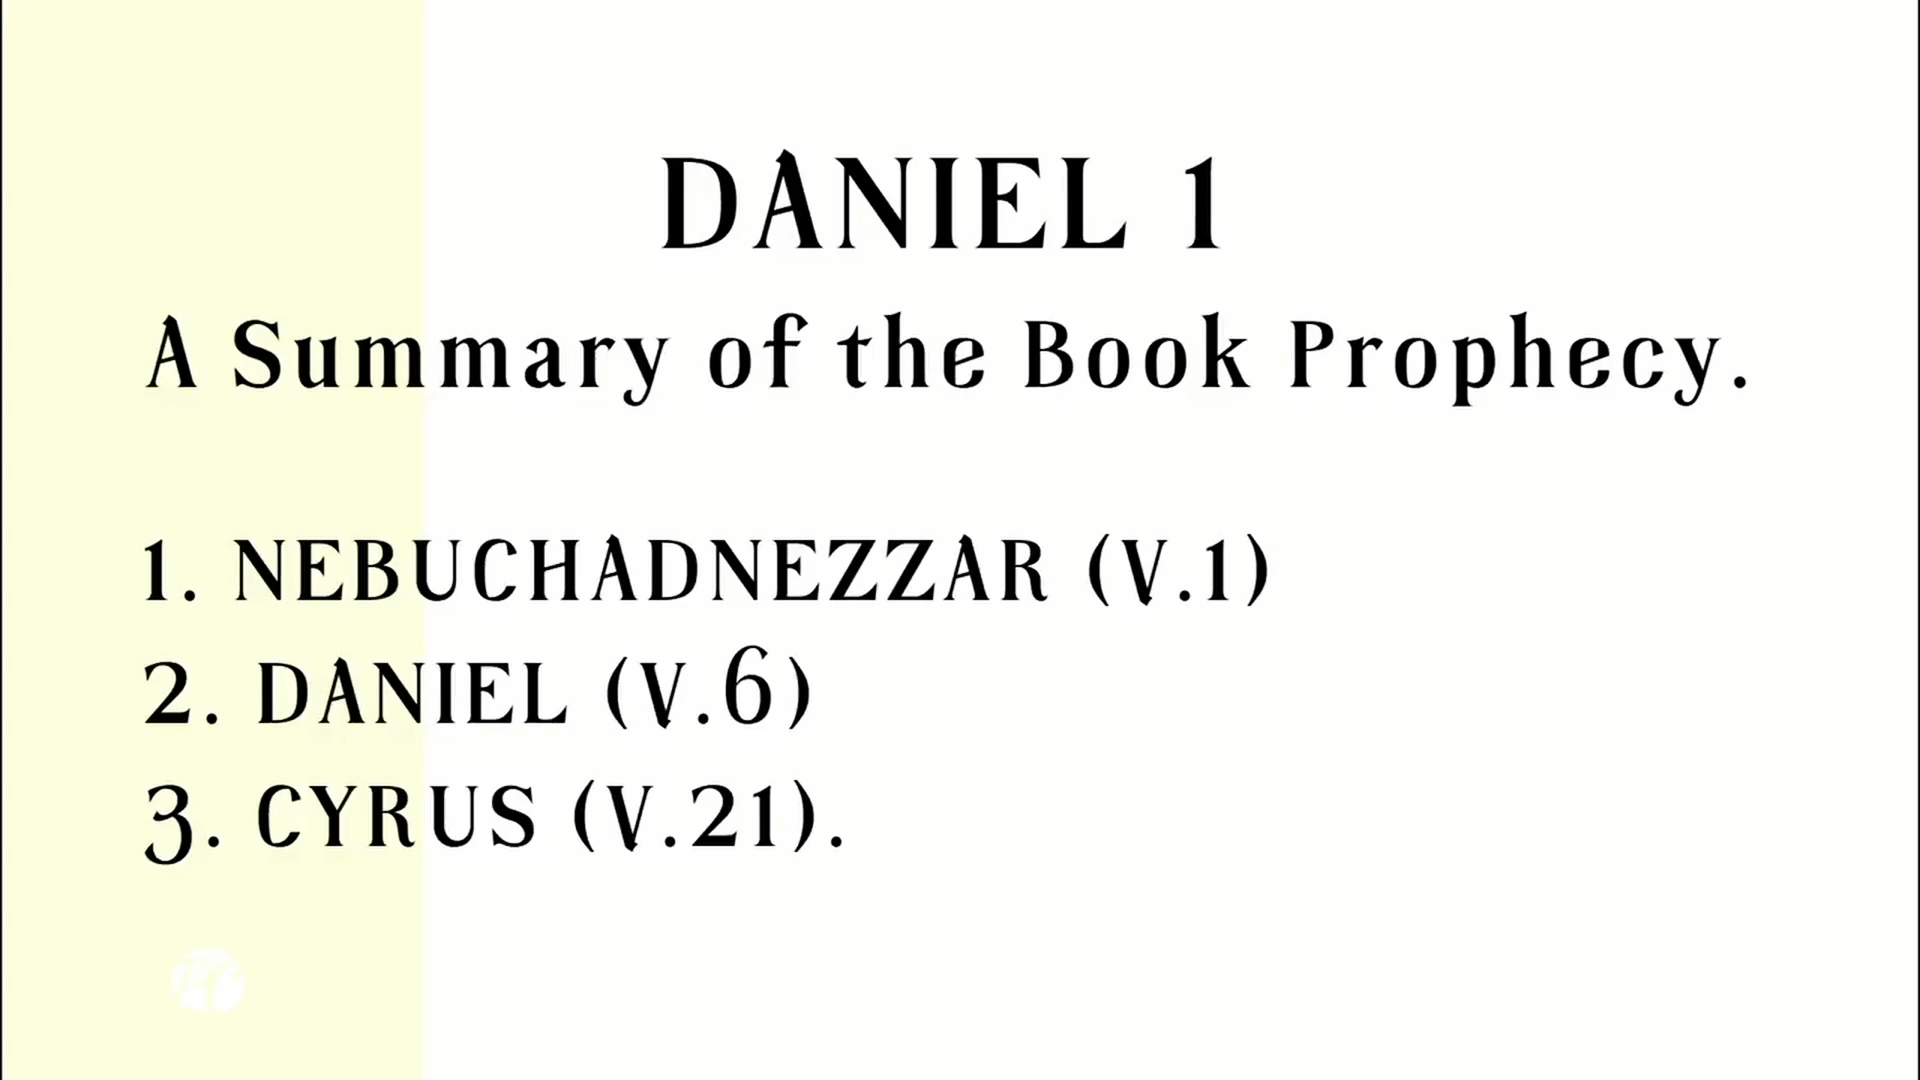 DANIEL 1
A Summary of the Book Prophecy.
1. NEBUCHADNEZZAR (V.1)
2. DANIEL (V.6)
3. CYRUS (V.21).